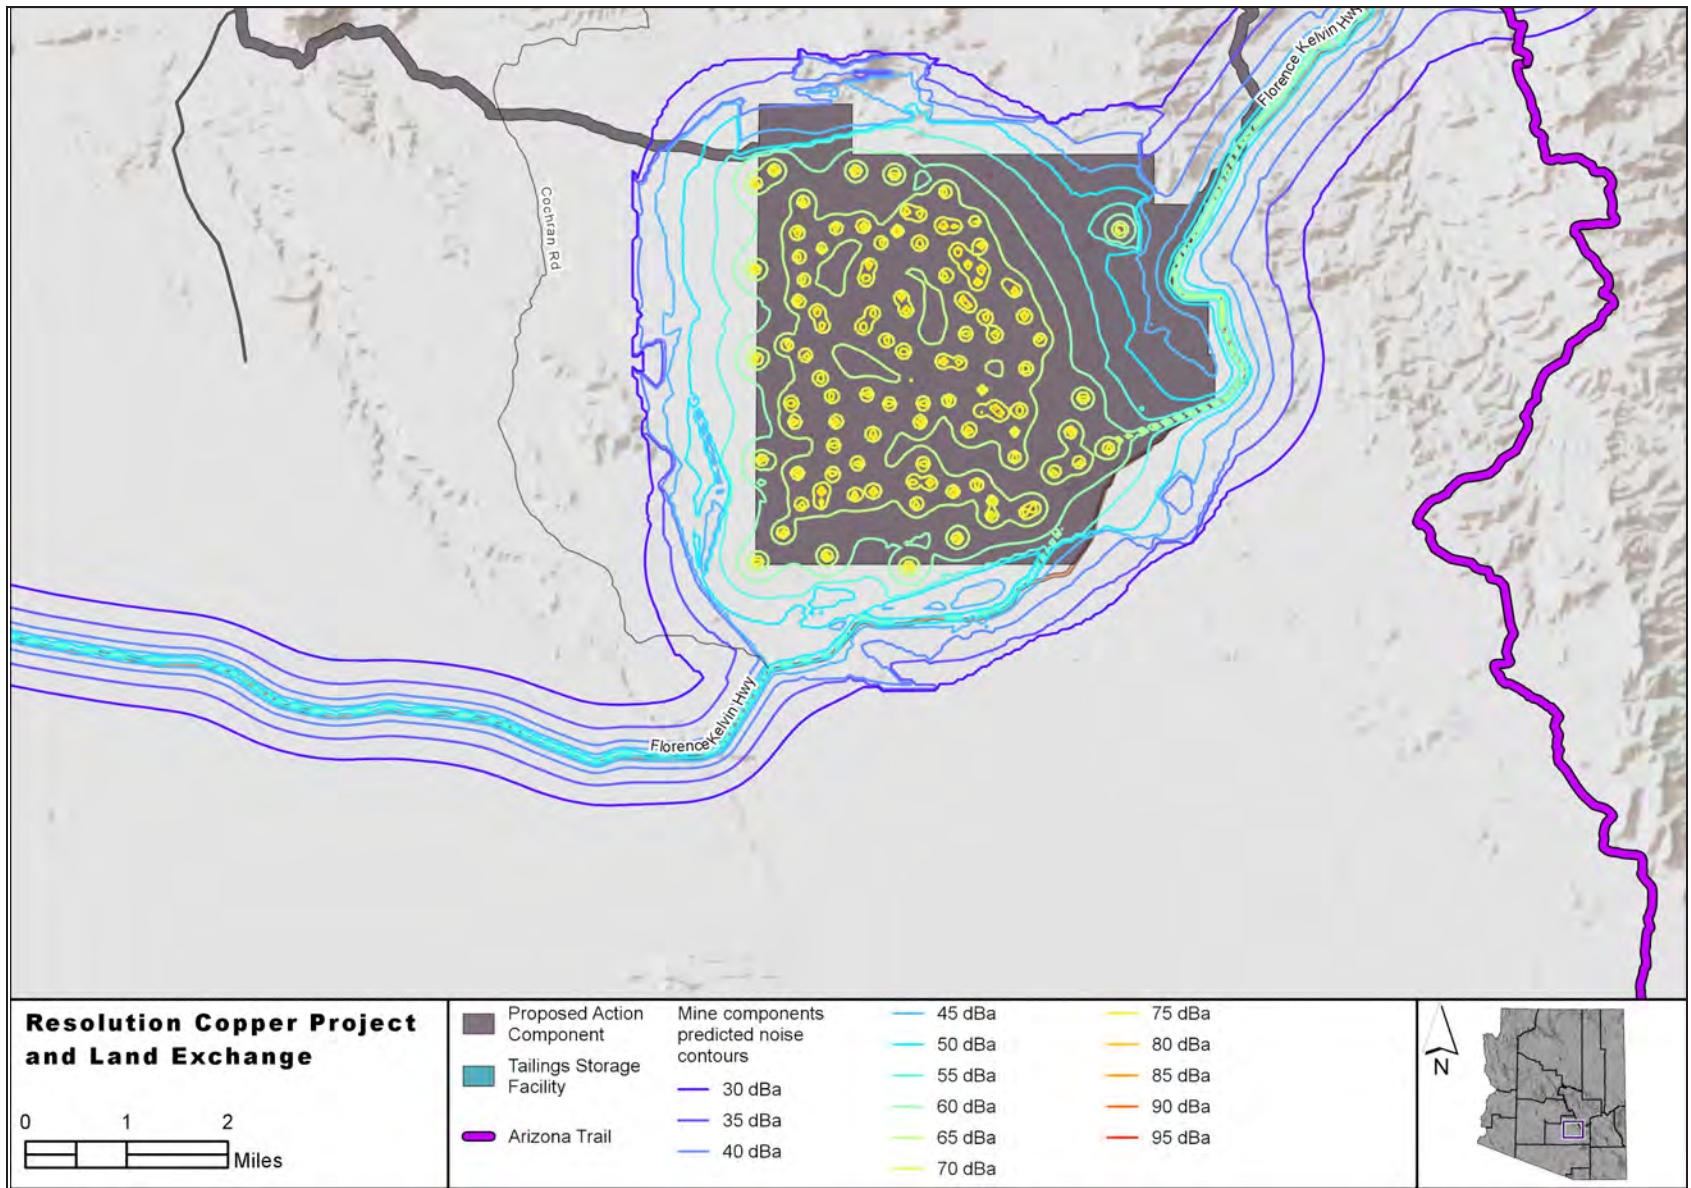 Florence Kelvin Hwy
Cochran Rd
Florence Kelvin Hwy
Resolution Copper Project
and Land Exchange
0 1 2
Miles
Proposed Action
Component
Tailings Storage
Facility
Arizona Trail
Mine components
predicted noise
contours
30 dBa
35 dBa
40 dBa
45 dBa
50 dBa
55 dBa
60 dBa
65 dBa
70 dBa
75 dBa
80 dBa
85 dBa
90 dBa
95 dBa
N